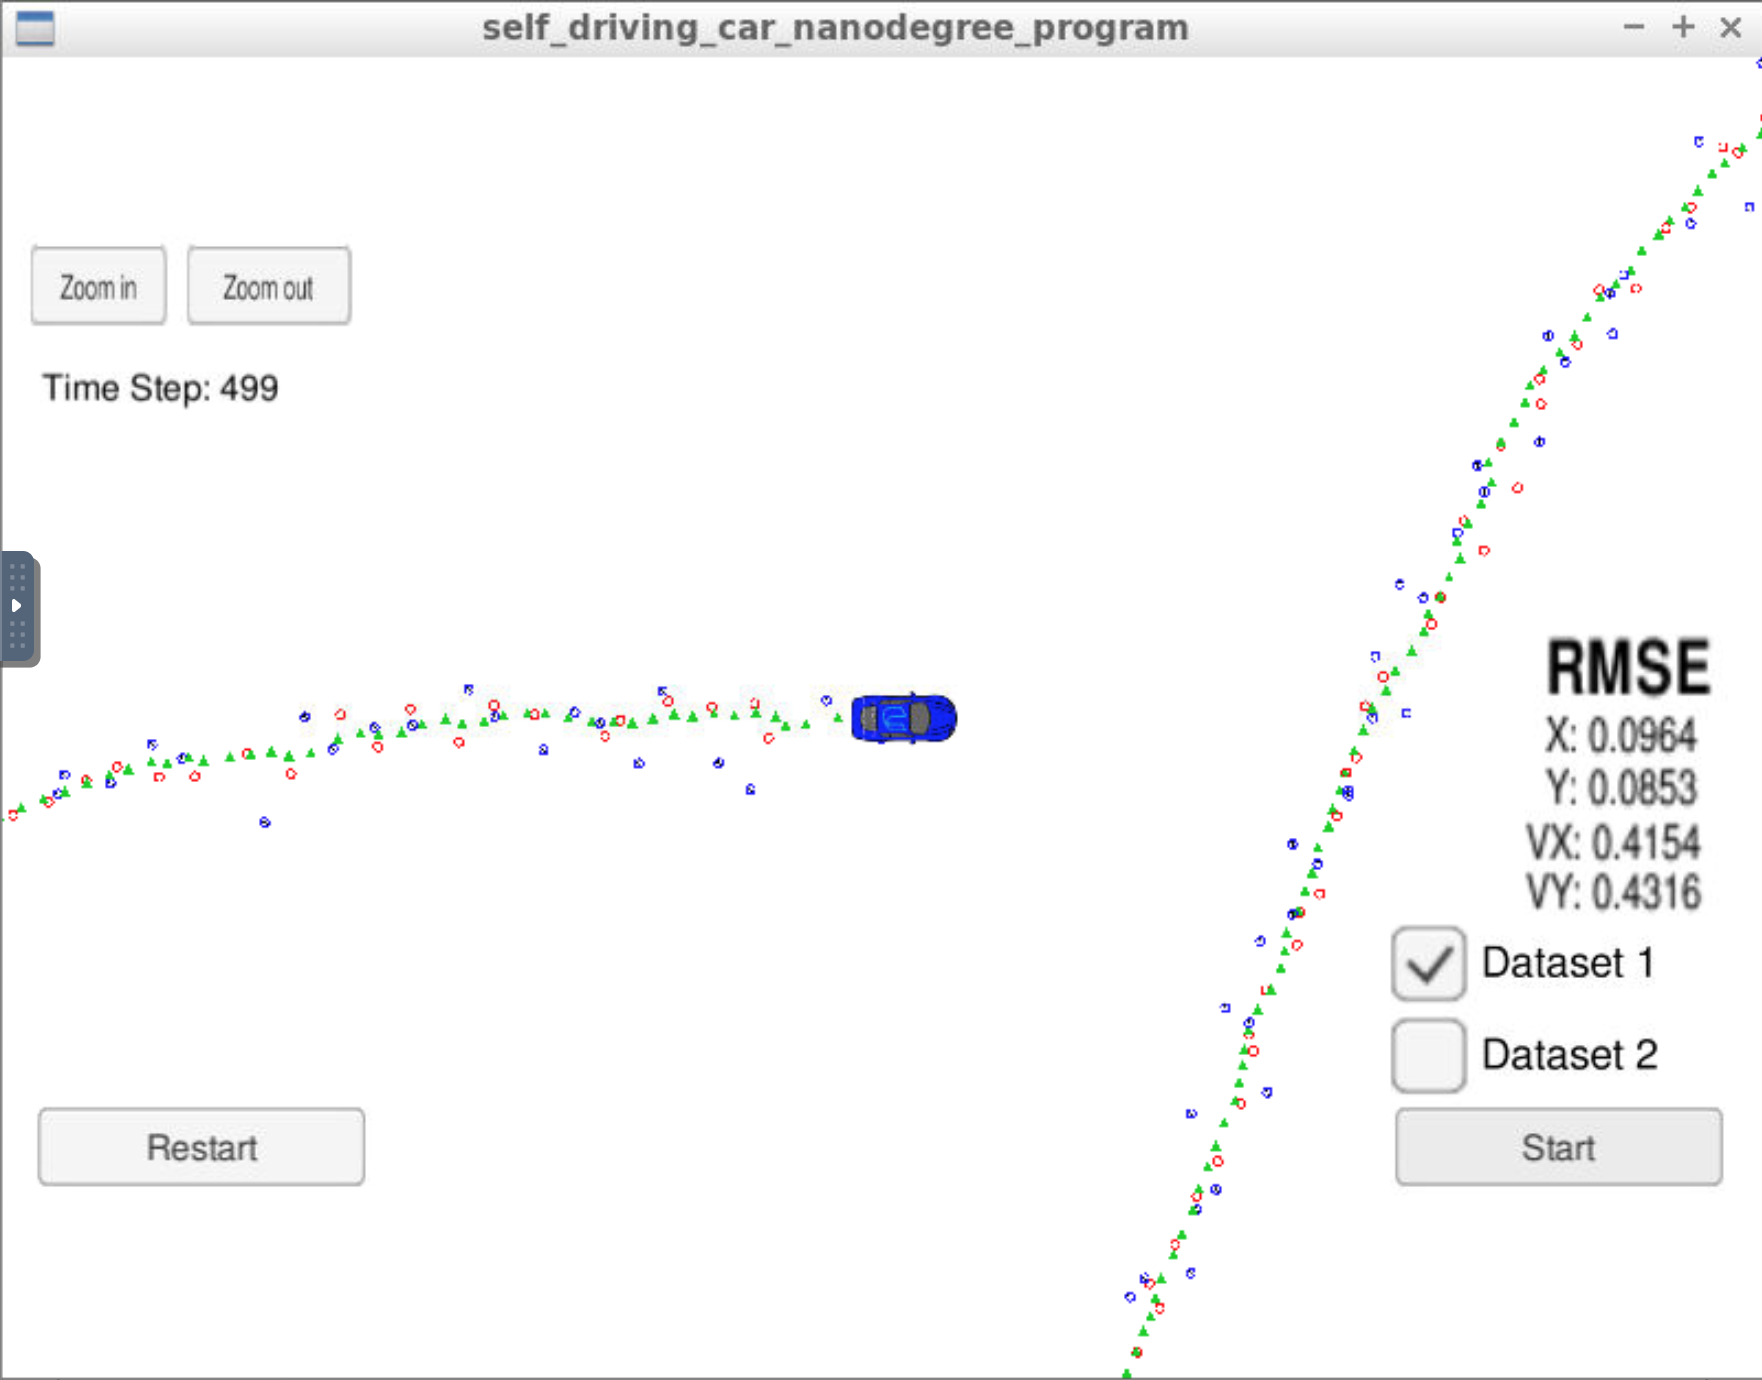 self_driving_car_nanodegree_program
Zoom in
Zoom out
Time Step: 499
RMSE
X: 0.0964
Y: 0.0853
VX: 0.4154
VY: 0.4316
Dataset 1
Dataset 2
Restart
Start